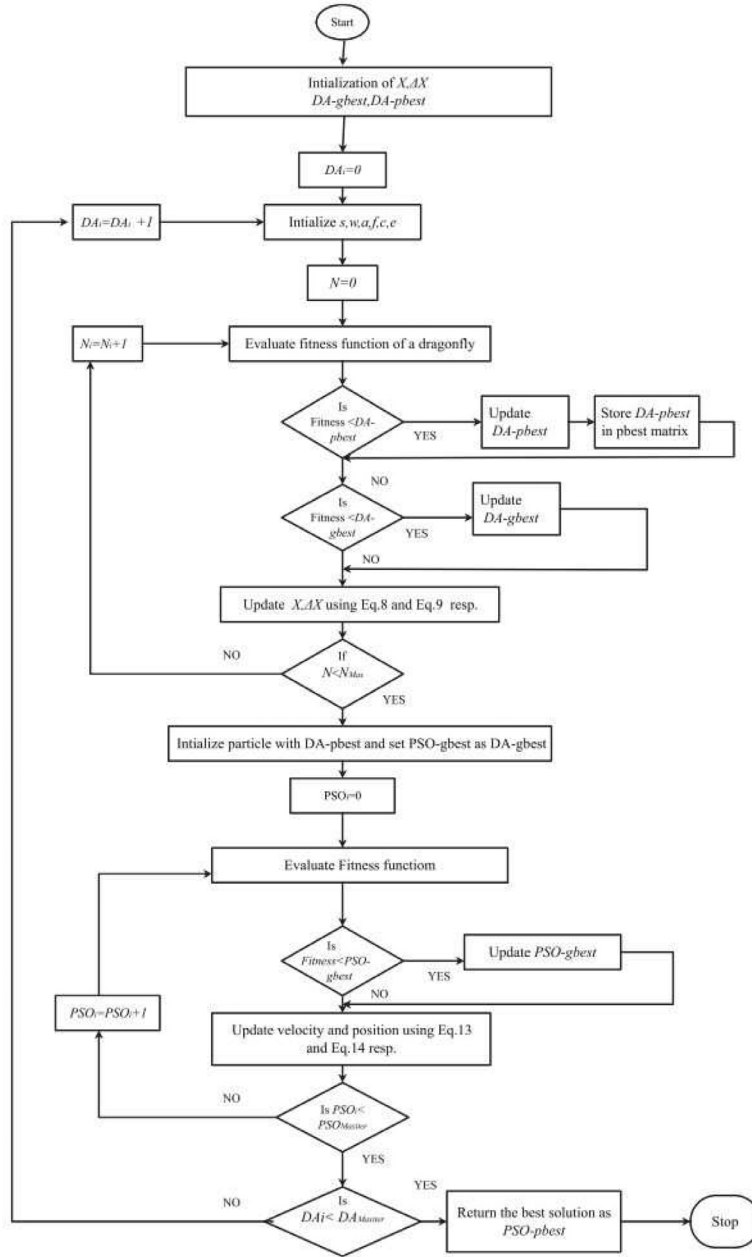 Start
Intialization of X,ΔX
DA-gbest,DA-pbest
DAi=0
DAi=DAi +1
Intialize s,w,a,f,c,e
N=0
Ni=Ni+1
Evaluate fitness function of a dragonfly
Is
Fitness <DA-
pbest
YES
Update
DA-pbest
Store DA-pbest
in pbest matrix
NO
Is
Fitness <DA-
gbest
YES
Update
DA-gbest
NO
Update X,ΔX using Eq.8 and Eq.9 resp.
NO
If
N<NMax
YES
Intialize particle with DA-pbest and set PSO-gbest as DA-gbest
PSOi=0
Evaluate Fitness functiom
Is
Fitness<PSO-
gbest
YES
Update PSO-gbest
NO
PSOi=PSOi+1
Update velocity and position using Eq.13
and Eq.14 resp.
NO
Is PSOi<
PSOMaxiter
YES
NO
Is
DAi< DAMaxiter
YES
Return the best solution as
PSO-pbest
Stop